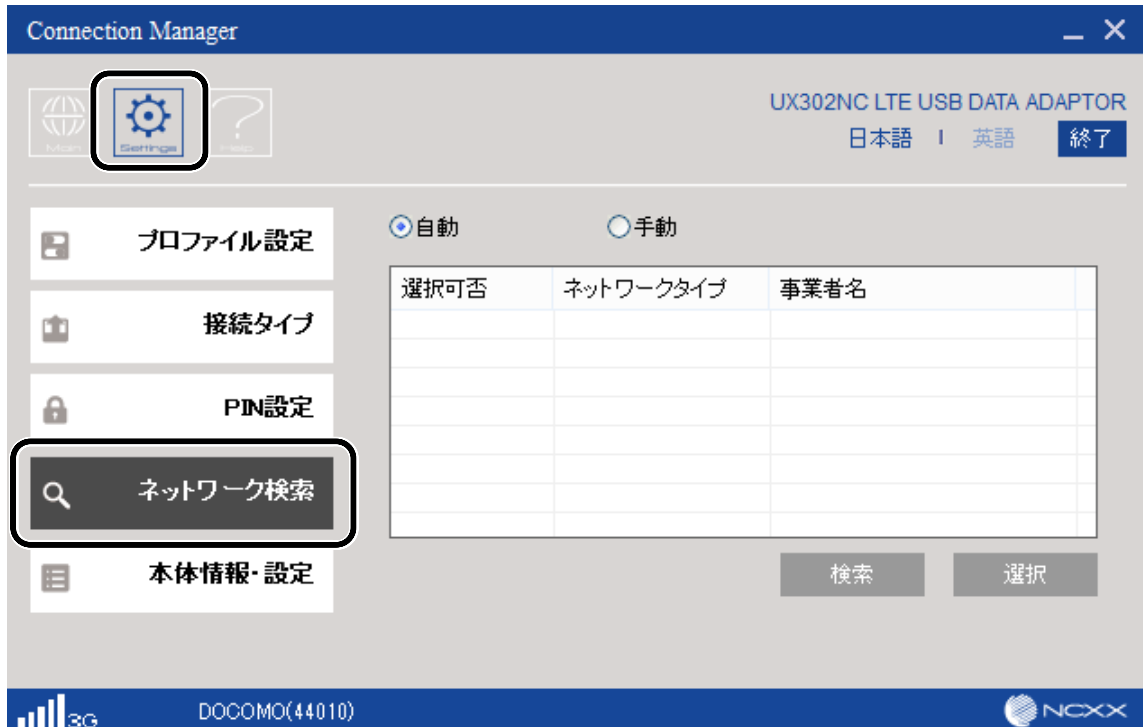 Connection Manager
Main
Settings
Help
UX302NC LTE USB DATA ADAPTOR
日本語 | 英語 終了
プロファイル設定
自動 手動
選択可否 ネットワークタイプ 事業者名
接続タイプ
PIN設定
ネットワーク検索
本体情報・設定
検索 選択
3G DOCOMO(44010) NCXX